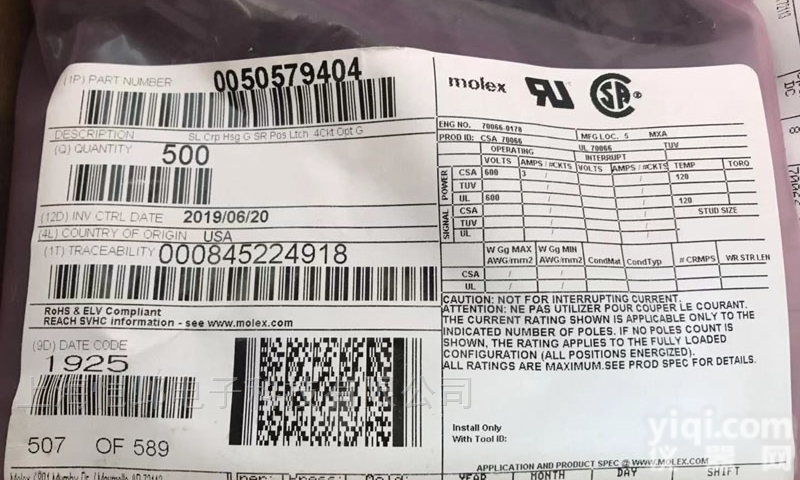 (1P) PART NUMBER 0050579404
DESCRIPTION SL Crp Hsg G SR Pos Ltch 4Ckt Opt G
(Q) QUANTITY 500
(12D) INV CTRL DATE 2019/06/20
(4L) COUNTRY OF ORIGIN USA
(1T) TRACEABILITY 000845224918
RoHS & ELV Compliant
REACH SVHC information - see www.molex.com
(9D) DATE CODE
1925
507 OF 589
molex
ENG NO. 70066-0178 MFG LOC. 5 MXA
PROD ID: CSA 70066 UL 70066 TUV
OPERATING INTERRUPT
VOLTS AMPS / #CKTS VOLTS AMPS / #CKTS TEMP TORQ
POWER
CSA 600 3 / / 120
TUV / /
UL 600 / / 120
SIGNAL
CSA / / STUD SIZE
TUV / /
UL / /
W Gg MAX W Gg MIN
AWG/mm2 AWG/mm2 CondMat CondTyp # CRMPS WR STR LEN
CSA / /
UL / /
CAUTION: NOT FOR INTERRUPTING CURRENT.
ATTENTION: NE PAS UTILIZER POUR COUPER LE COURANT.
THE CURRENT RATING SHOWN IS APPLICABLE ONLY TO THE
INDICATED NUMBER OF POLES. IF NO POLES COUNT IS
SHOWN, THE RATING APPLIES TO THE FULLY LOADED
CONFIGURATION (ALL POSITIONS ENERGIZED).
ALL RATINGS ARE MAXIMUM.SEE PROD SPEC FOR DETAILS.
Install Only
With Tool ID:
APPLICATION AND PRODUCT SPEC @ WWW.MOLEX.COM
YEAR MONTH DAY SHIFT
DC
8
yiqi.com
仪器网